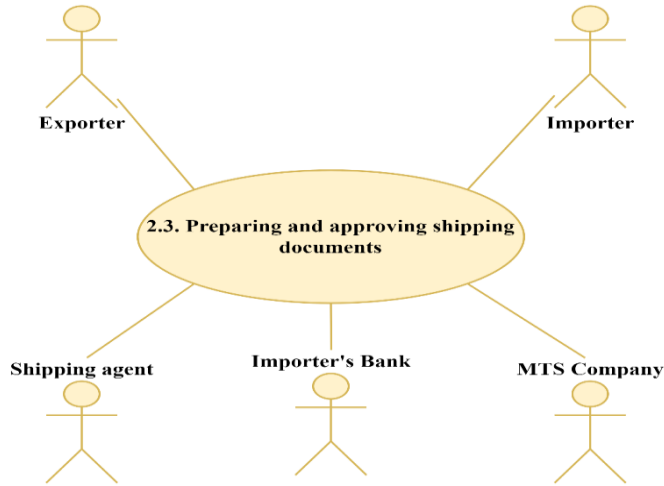 Exporter
Importer
2.3. Preparing and approving shipping
documents
Shipping agent
Importer's Bank
MTS Company